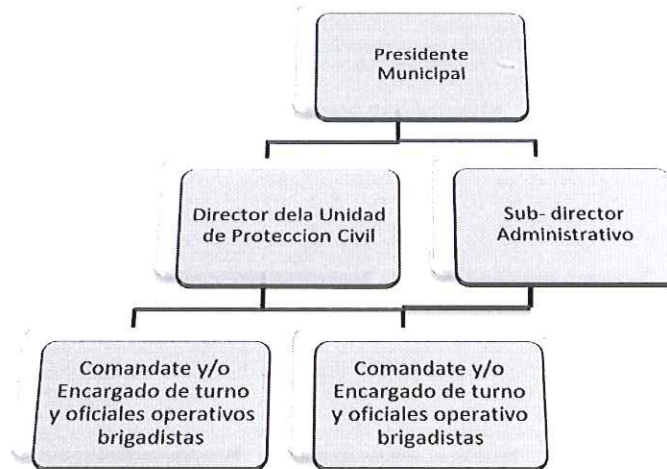 Presidente
Municipal
Director dela Unidad
de Proteccion Civil
Sub- director
Administrativo
Comandate y/o
Encargado de turno
y oficiales operativos
brigadistas
Comandate y/o
Encargado de turno
y oficiales operativo
brigadistas